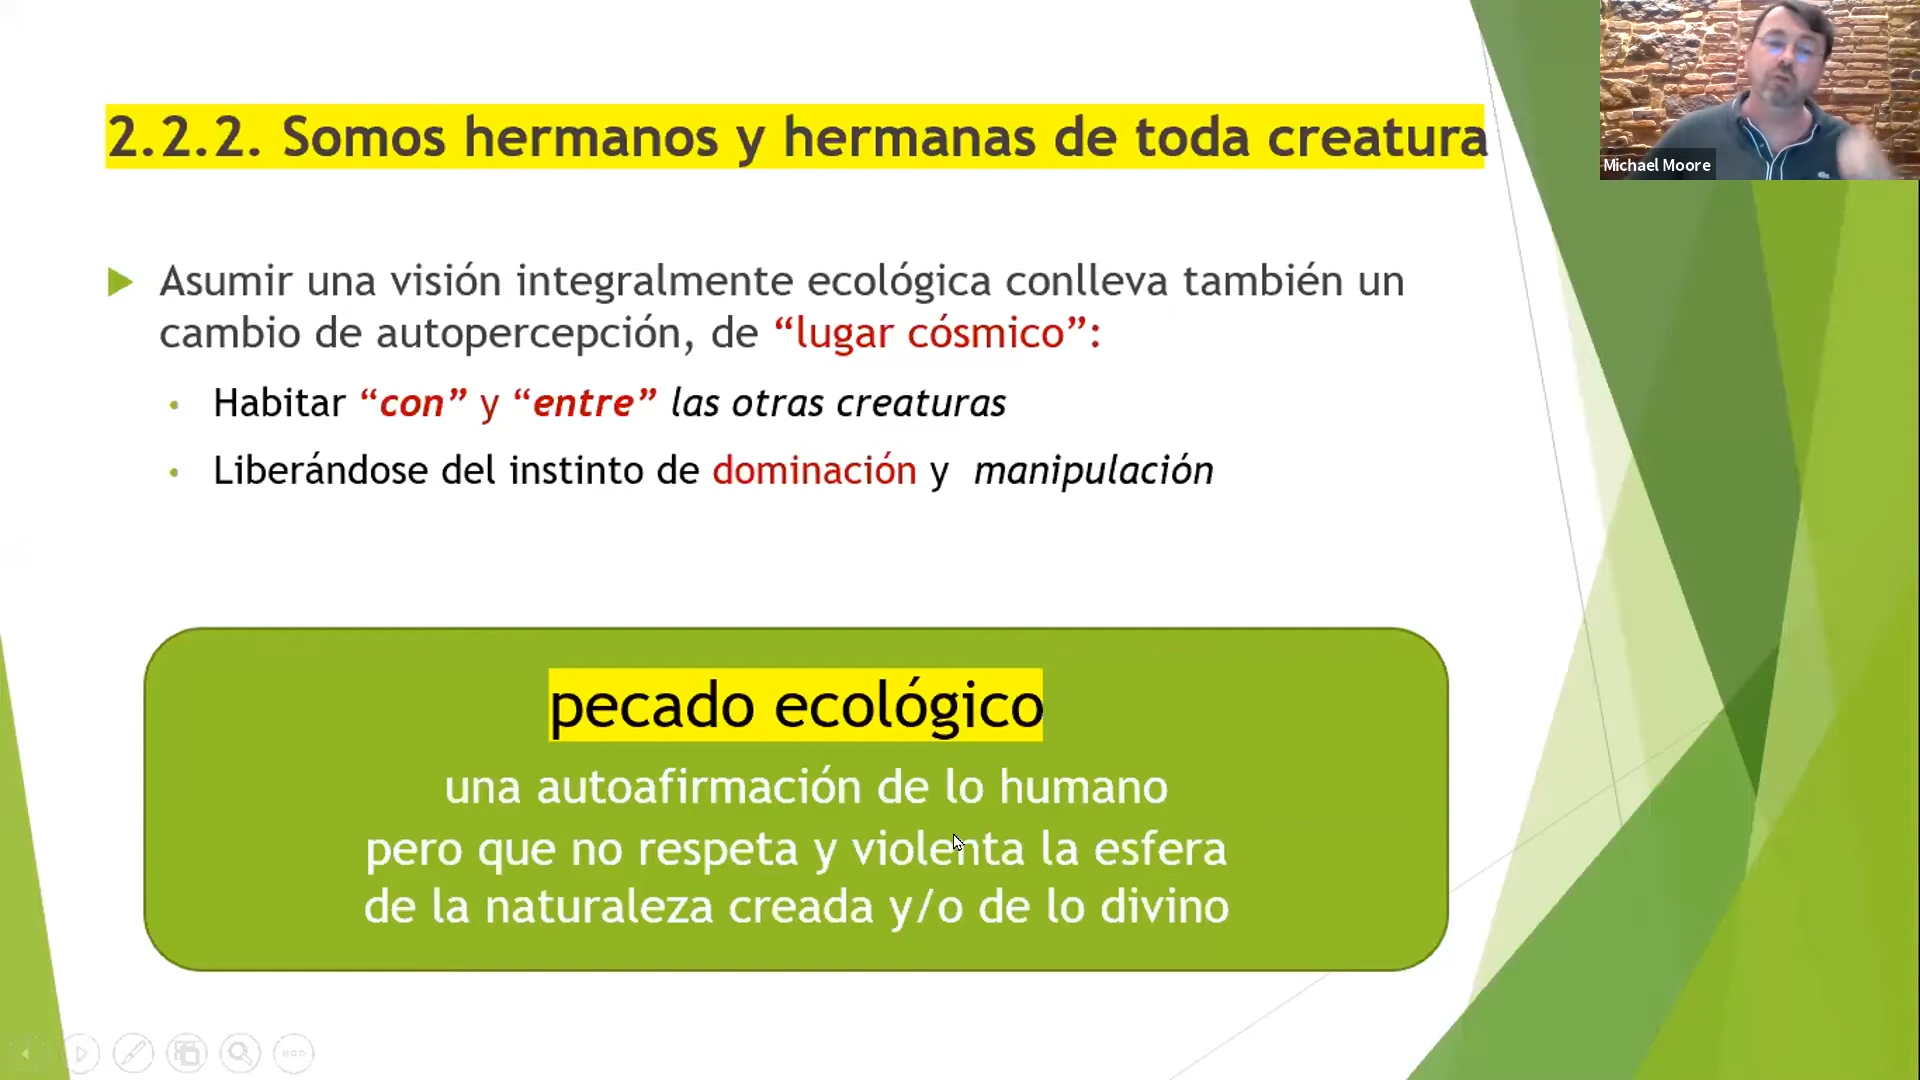 2.2.2. Somos hermanos y hermanas de toda creatura
Michael Moore
Asumir una visión integralmente ecológica conlleva también un
cambio de autopercepción, de “lugar cósmico”:
Habitar “con” y “entre” las otras creaturas
Liberándose del instinto de dominación y manipulación
pecado ecológico
una autoafirmación de lo humano
pero que no respeta y violenta la esfera
de la naturaleza creada y/o de lo divino